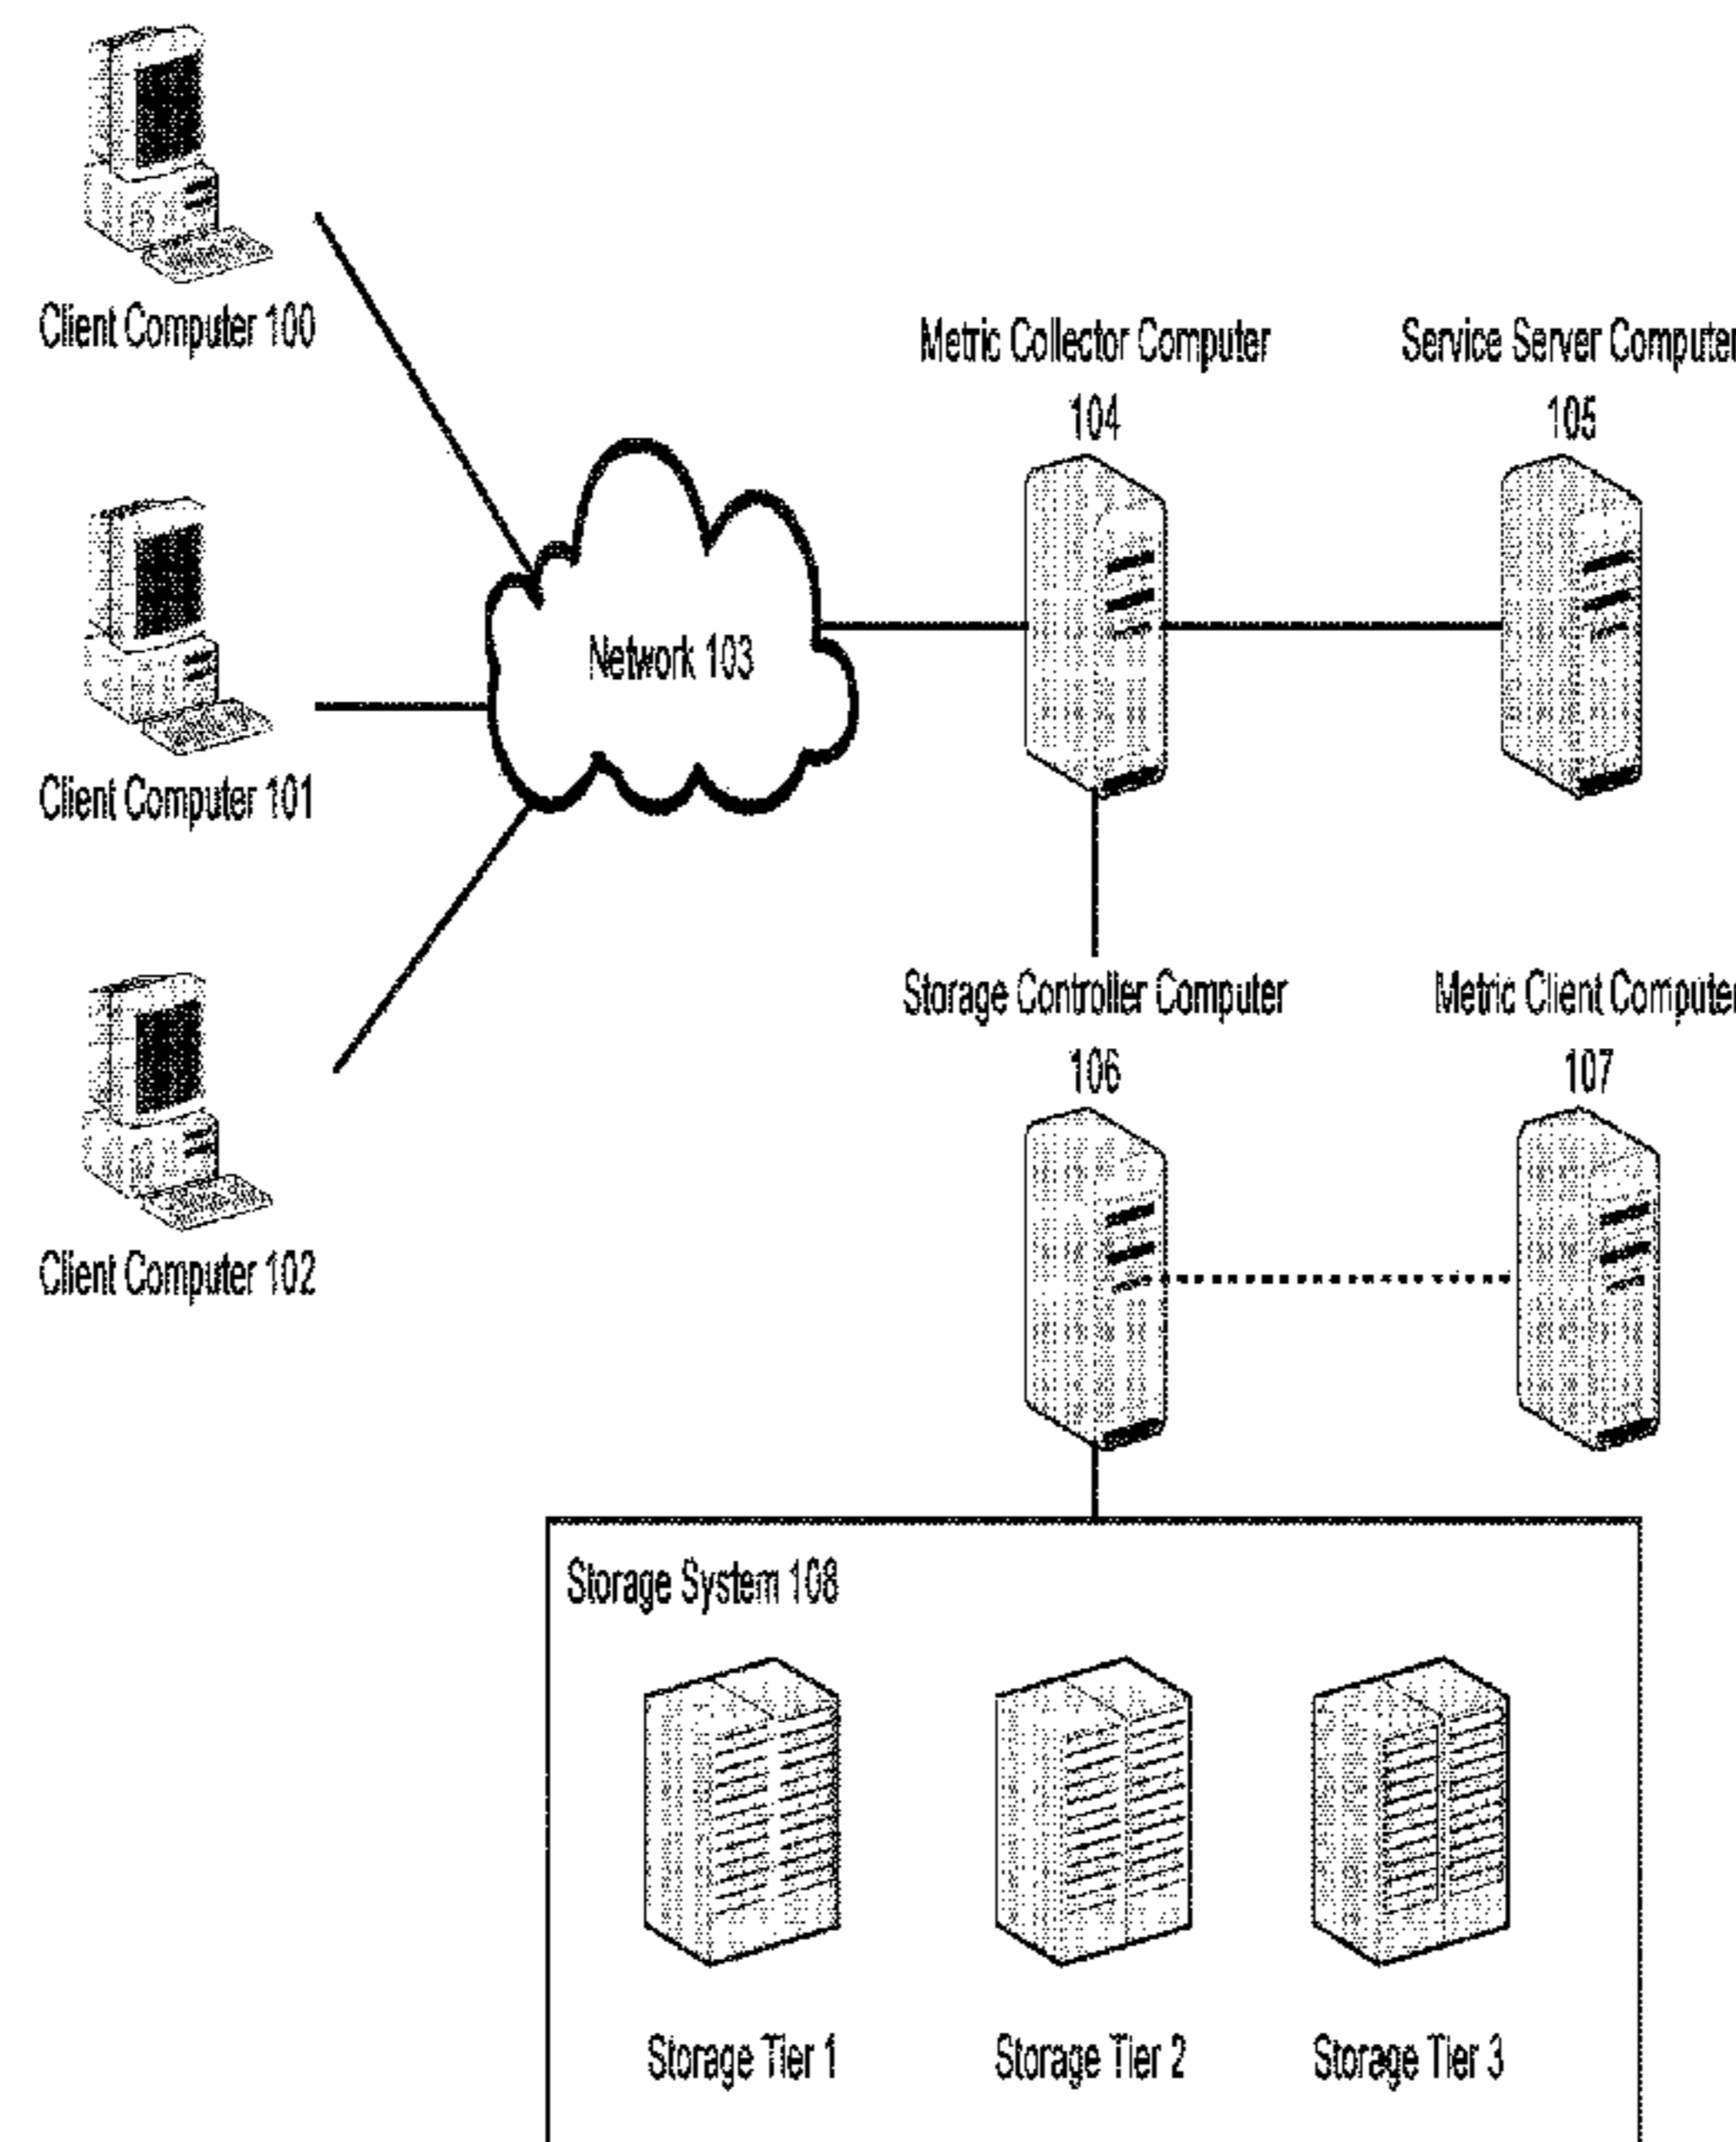 Client Computer 100
Metric Collector Computer
104
Service Server Computer
105
Network 103
Client Computer 101
Storage Controller Computer
106
Metric Client Computer
107
Client Computer 102
Storage System 108
Storage Tier 1
Storage Tier 2
Storage Tier 3